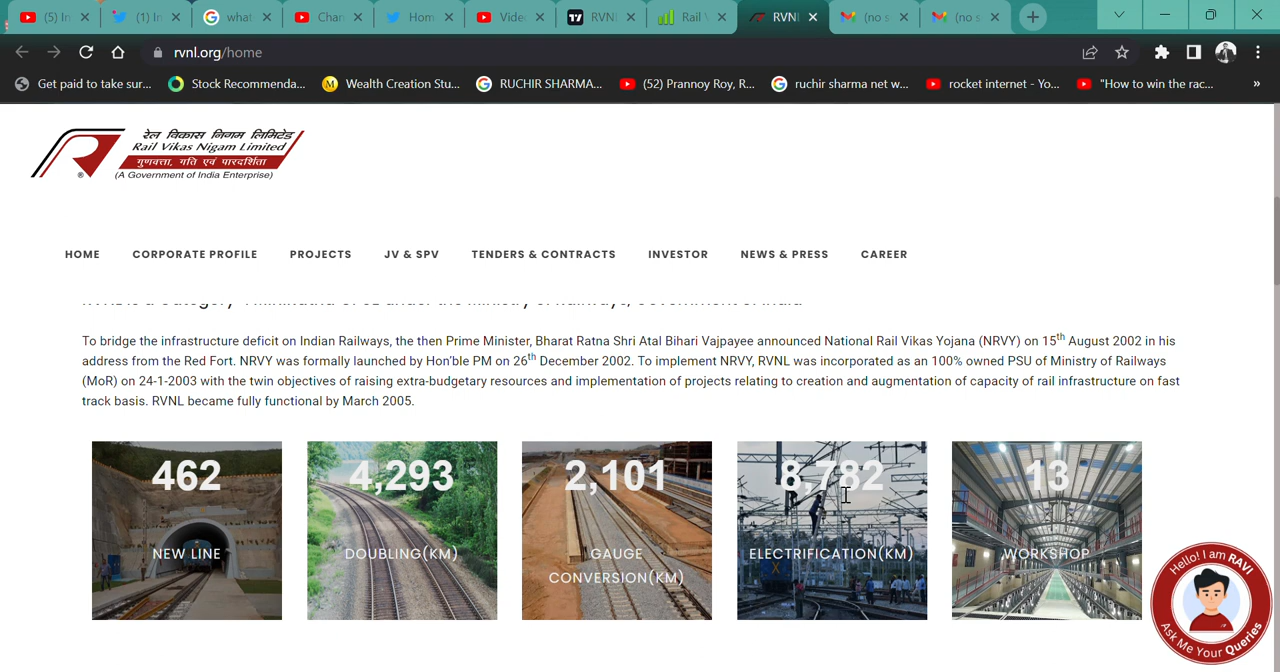 (5) In
(1) In
what
Chan
Hom
Vide
RVNL
Rail V
RVNL
(no s
(no s
rvnl.org/home
Get paid to take sur...
Stock Recommenda...
Wealth Creation Stu...
RUCHIR SHARMA...
(52) Prannoy Roy, R...
ruchir sharma net w...
rocket internet - Yo...
"How to win the rac...
»
रेल विकास निगम लिमिटेड
Rail Vikas Nigam Limited
गुणवत्ता, गति एवं पारदर्शिता
(A Government of India Enterprise)
HOME
CORPORATE PROFILE
PROJECTS
JV & SPV
TENDERS & CONTRACTS
INVESTOR
NEWS & PRESS
CAREER
To bridge the infrastructure deficit on Indian Railways, the then Prime Minister, Bharat Ratna Shri Atal Bihari Vajpayee announced National Rail Vikas Yojana (NRVY) on 15th August 2002 in his
address from the Red Fort. NRVY was formally launched by Hon'ble PM on 26th December 2002. To implement NRVY, RVNL was incorporated as an 100% owned PSU of Ministry of Railways
(MoR) on 24-1-2003 with the twin objectives of raising extra-budgetary resources and implementation of projects relating to creation and augmentation of capacity of rail infrastructure on fast
track basis. RVNL became fully functional by March 2005.
462
NEW LINE
4,293
DOUBLING(KM)
2,101
GAUGE
CONVERSION(KM)
8,782
ELECTRIFICATION(KM)
13
WORKSHOP
Hello! I am RAVI
Ask Me Your Queries